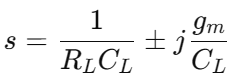 s = \frac{1}{R_L C_L} \pm j \frac{g_m}{C_L}